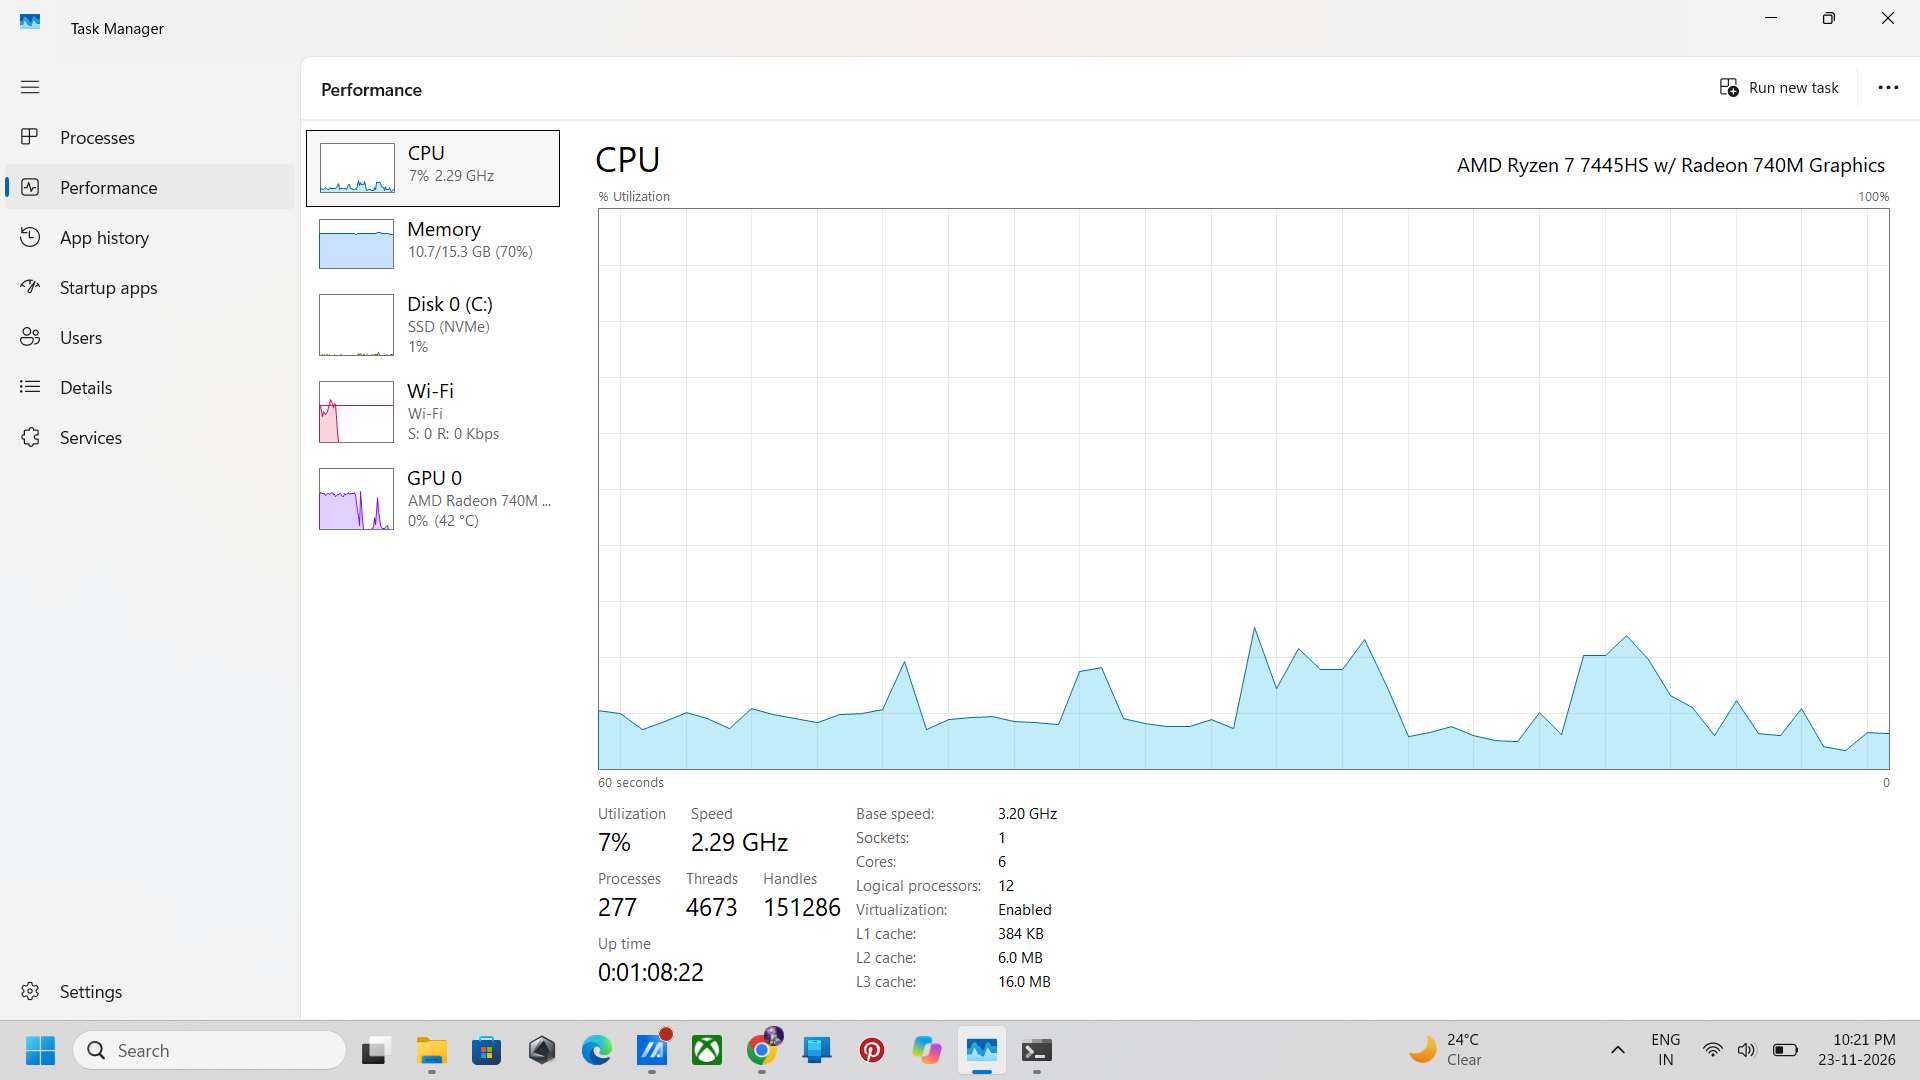 Task Manager
Performance
Run new task
Processes
Performance
App history
Startup apps
Users
Details
Services
Settings
CPU
7% 2.29 GHz
Memory
10.7/15.3 GB (70%)
Disk 0 (C:)
SSD (NVMe)
1%
Wi-Fi
Wi-Fi
S: 0 R: 0 Kbps
GPU 0
AMD Radeon 740M ...
0% (42 °C)
CPU
AMD Ryzen 7 7445HS w/ Radeon 740M Graphics
% Utilization
100%
60 seconds
0
Utilization
7%
Speed
2.29 GHz
Processes
277
Threads
4673
Handles
151286
Up time
0:01:08:22
Base speed: 3.20 GHz
Sockets: 1
Cores: 6
Logical processors: 12
Virtualization: Enabled
L1 cache: 384 KB
L2 cache: 6.0 MB
L3 cache: 16.0 MB
Search
24°C
Clear
ENG
IN
10:21 PM
23-11-2026